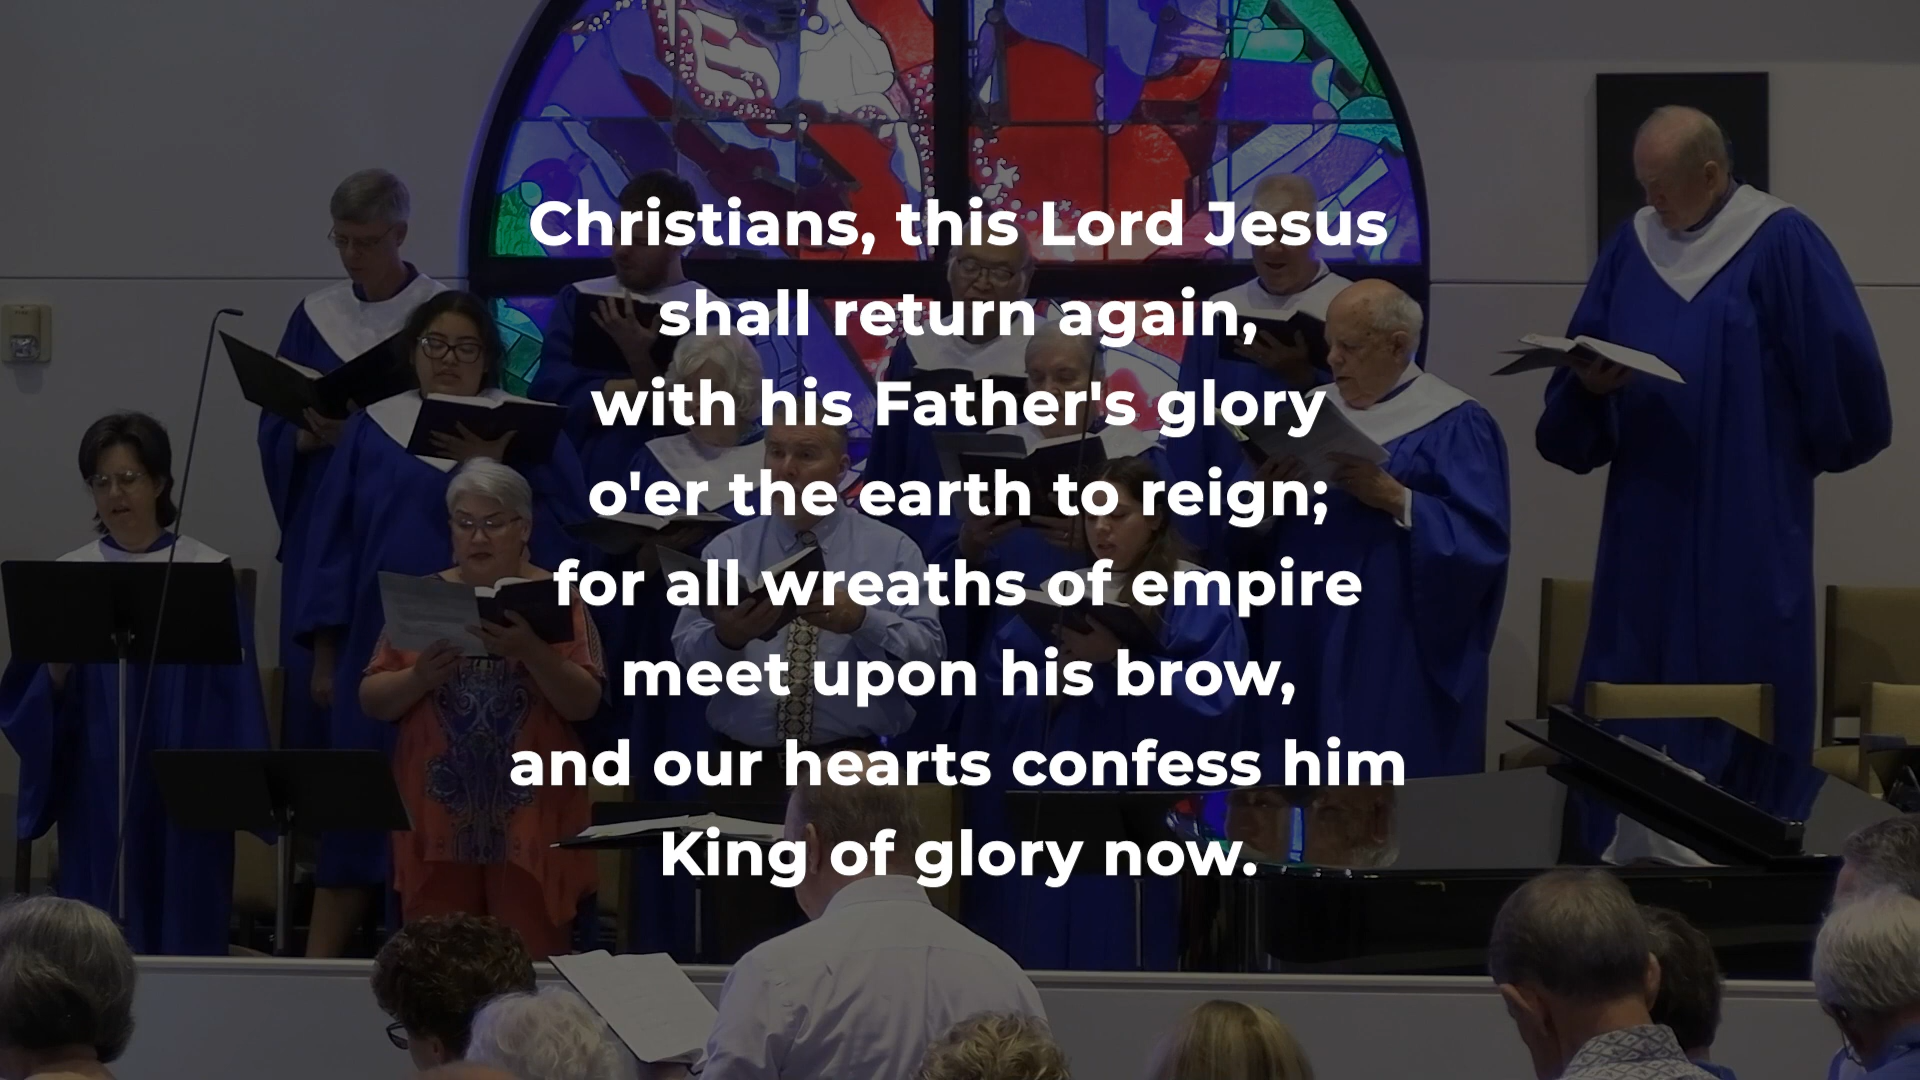 Christians, this Lord Jesus
shall return again,
with his Father's glory
o'er the earth to reign;
for all wreaths of empire
meet upon his brow,
and our hearts confess him
King of glory now.